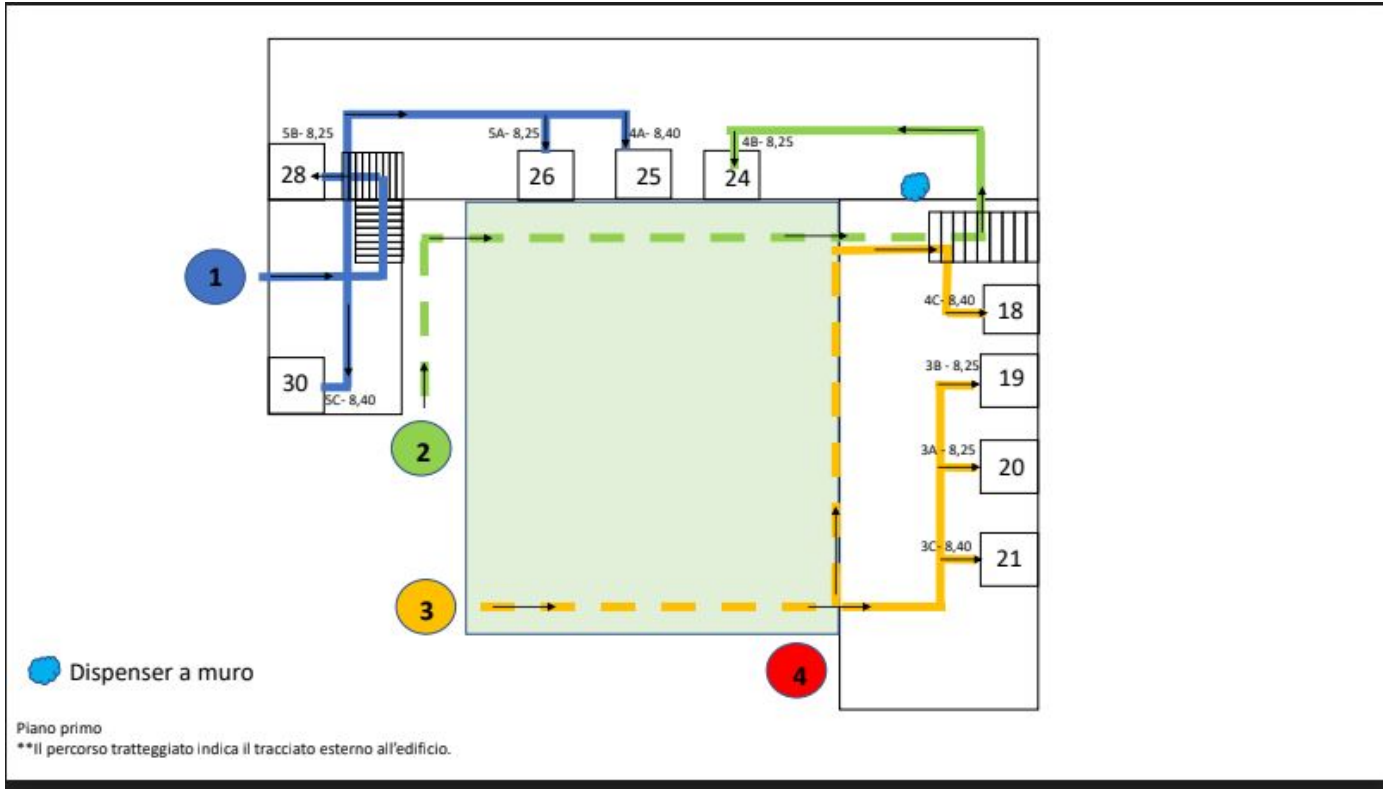 5B- 8,25
5A- 8,25
4A- 8,40
4B- 8,25
28
26
25
24
1
4C- 8,40
18
3B - 8,25
19
30
5C- 8,40
2
3A - 8,25
20
3C- 8,40
21
3
4
Dispenser a muro
Piano primo
**Il percorso tratteggiato indica il tracciato esterno all'edificio.